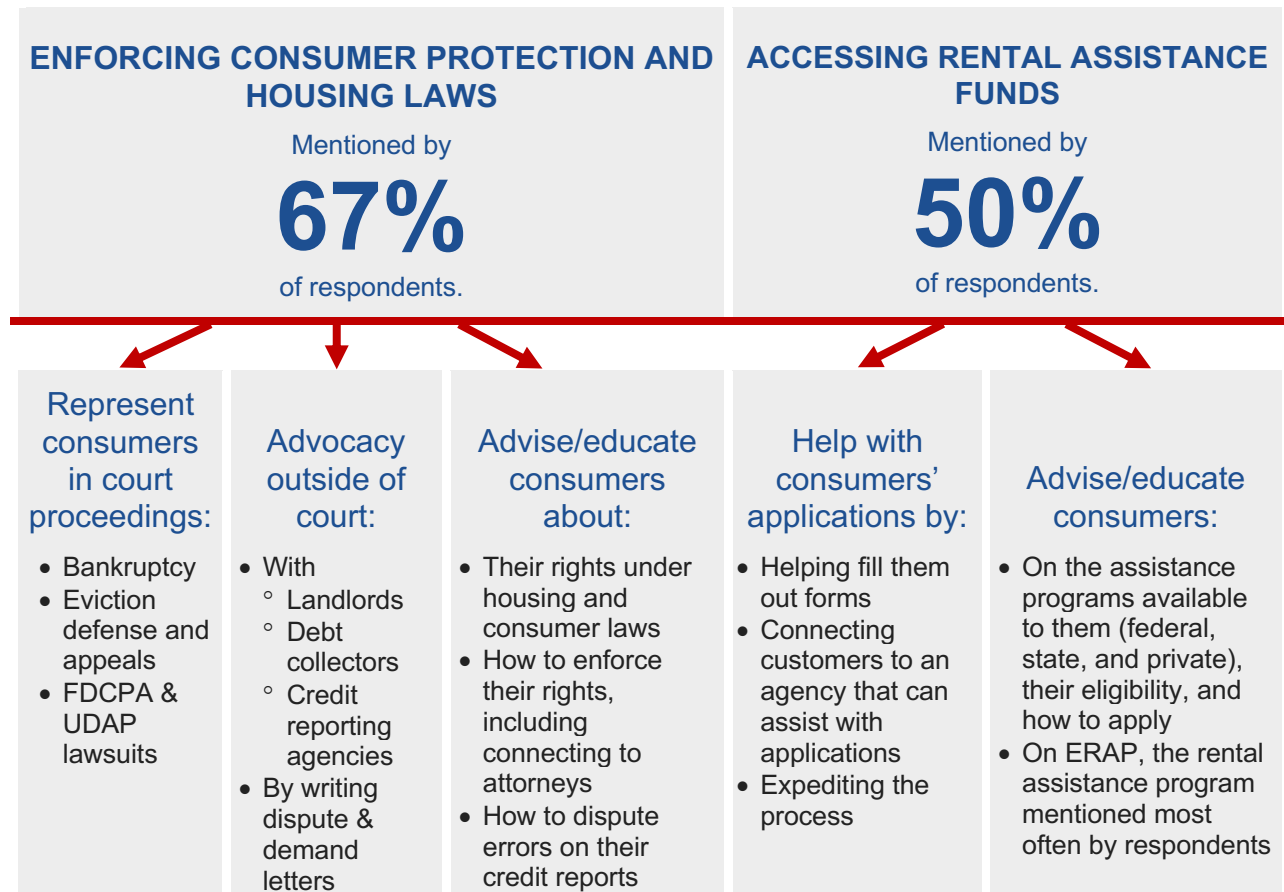 ENFORCING CONSUMER PROTECTION AND
HOUSING LAWS
Mentioned by
67%
of respondents.
ACCESSING RENTAL ASSISTANCE
FUNDS
Mentioned by
50%
of respondents.
Represent
consumers
in court
proceedings:
• Bankruptcy
• Eviction
defense and
appeals
• FDCPA &
UDAP
lawsuits
Advocacy
outside of
court:
• With
° Landlords
° Debt
collectors
° Credit
reporting
agencies
• By writing
dispute &
demand
letters
Advise/educate
consumers
about:
• Their rights under
housing and
consumer laws
• How to enforce
their rights,
including
connecting to
attorneys
• How to dispute
errors on their
credit reports
Help with
consumers’
applications by:
• Helping fill them
out forms
• Connecting
customers to an
agency that can
assist with
applications
• Expediting the
process
Advise/educate
consumers:
• On the assistance
programs available
to them (federal,
state, and private),
their eligibility, and
how to apply
• On ERAP, the rental
assistance program
mentioned most
often by respondents